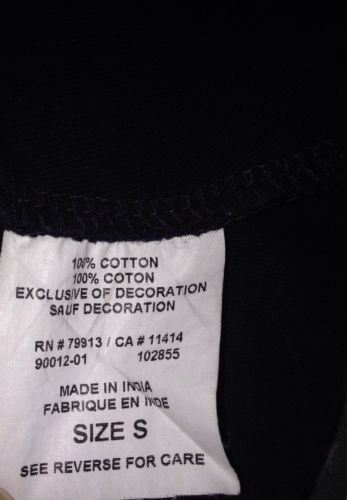 100% COTTON
100% COTON
EXCLUSIVE OF DECORATION
SAUF DECORATION
RN # 79913 / CA # 11414
90012-01 102855
MADE IN INDIA
FABRIQUE EN INDE
SIZE S
SEE REVERSE FOR CARE